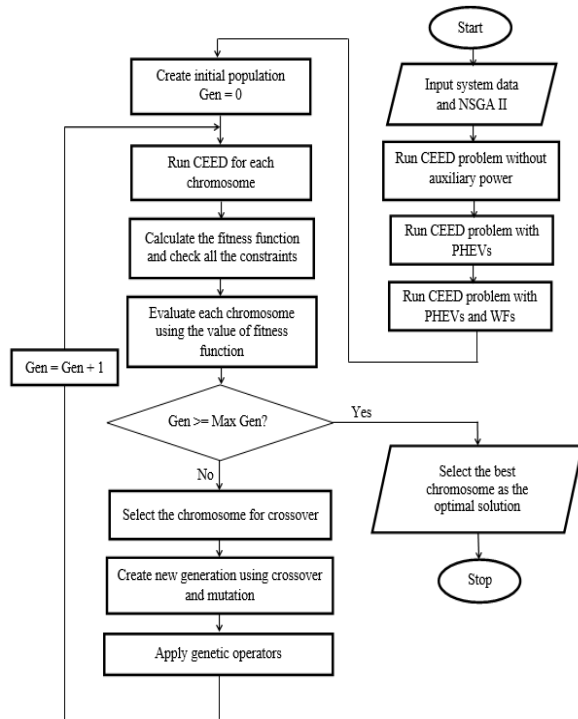 Start
Input system data
and NSGA II
Run CEED problem without
auxiliary power
Run CEED problem with
PHEVs
Run CEED problem with
PHEVs and WFs
Create initial population
Gen = 0
Run CEED for each
chromosome
Calculate the fitness function
and check all the constraints
Evaluate each chromosome
using the value of fitness
function
Gen = Gen + 1
Gen >= Max Gen?
Yes
No
Select the best
chromosome as the
optimal solution
Stop
Select the chromosome for crossover
Create new generation using crossover
and mutation
Apply genetic operators